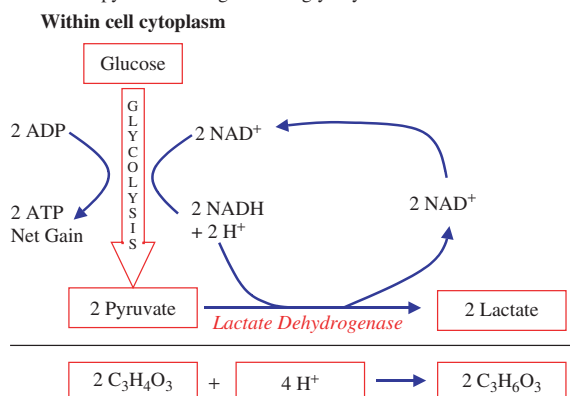 Within cell cytoplasm
Glucose
GLYCOLYSIS
2 ADP
2 NAD+
2 ATP
Net Gain
2 NADH
+ 2 H+
2 NAD+
2 Pyruvate
Lactate Dehydrogenase
2 Lactate
2 C3H4O3 + 4 H+ 2 C3H6O3